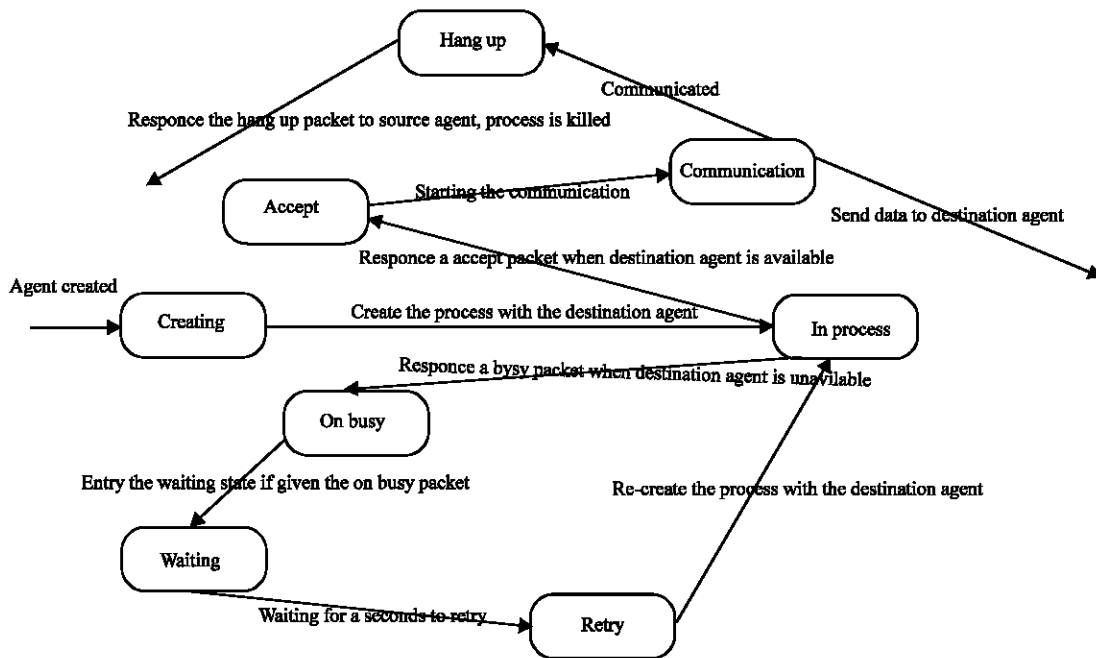 Hang up
Communicated
Responce the hang up packet to source agent, process is killed
Communication
Starting the communication
Accept
Send data to destination agent
Responce a accept packet when destination agent is available
Agent created
Creating
Create the process with the destination agent
In process
Responce a bysy packet when destination agent is unavilable
On busy
Entry the waiting state if given the on busy packet
Re-create the process with the destination agent
Waiting
Waiting for a seconds to retry
Retry